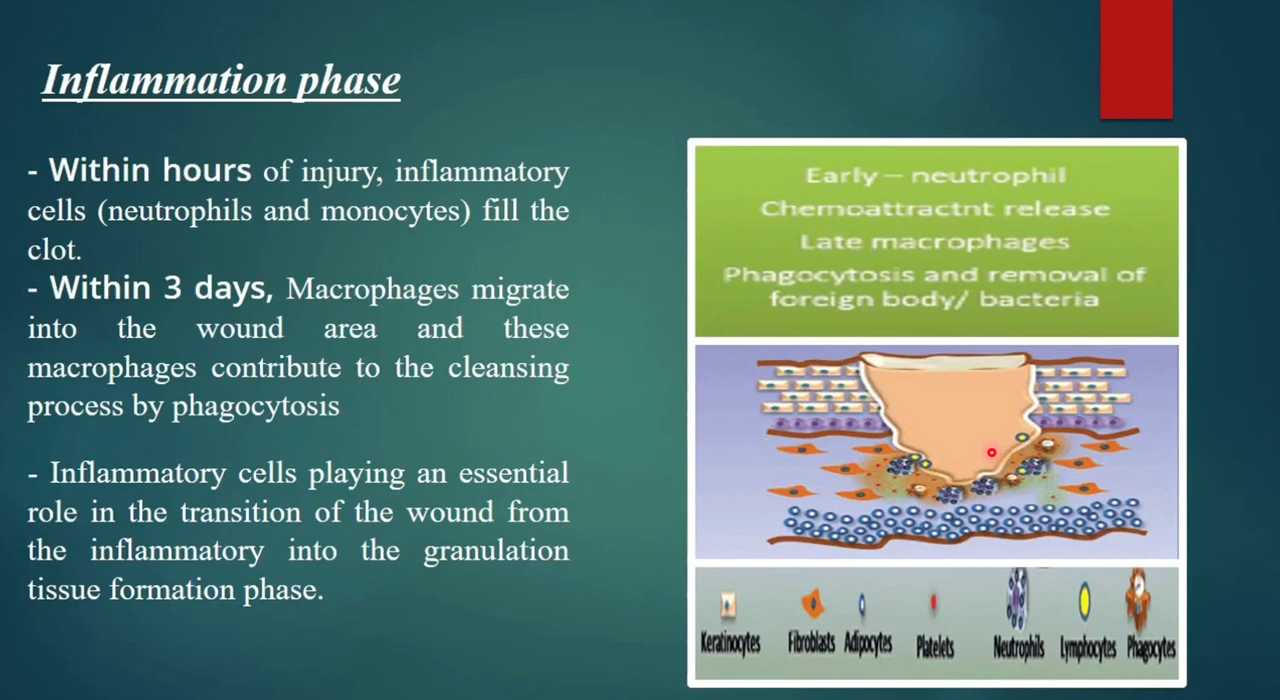 Inflammation phase
- Within hours of injury, inflammatory
cells (neutrophils and monocytes) fill the
clot.
- Within 3 days, Macrophages migrate
into the wound area and these
macrophages contribute to the cleansing
process by phagocytosis
- Inflammatory cells playing an essential
role in the transition of the wound from
the inflammatory into the granulation
tissue formation phase.
Early – neutrophil
Chemoattractnt release
Late macrophages
Phagocytosis and removal of
foreign body/ bacteria
Keratinocytes Fibroblasts Adipocytes Platelets Neutrophils Lymphocytes Phagocytes